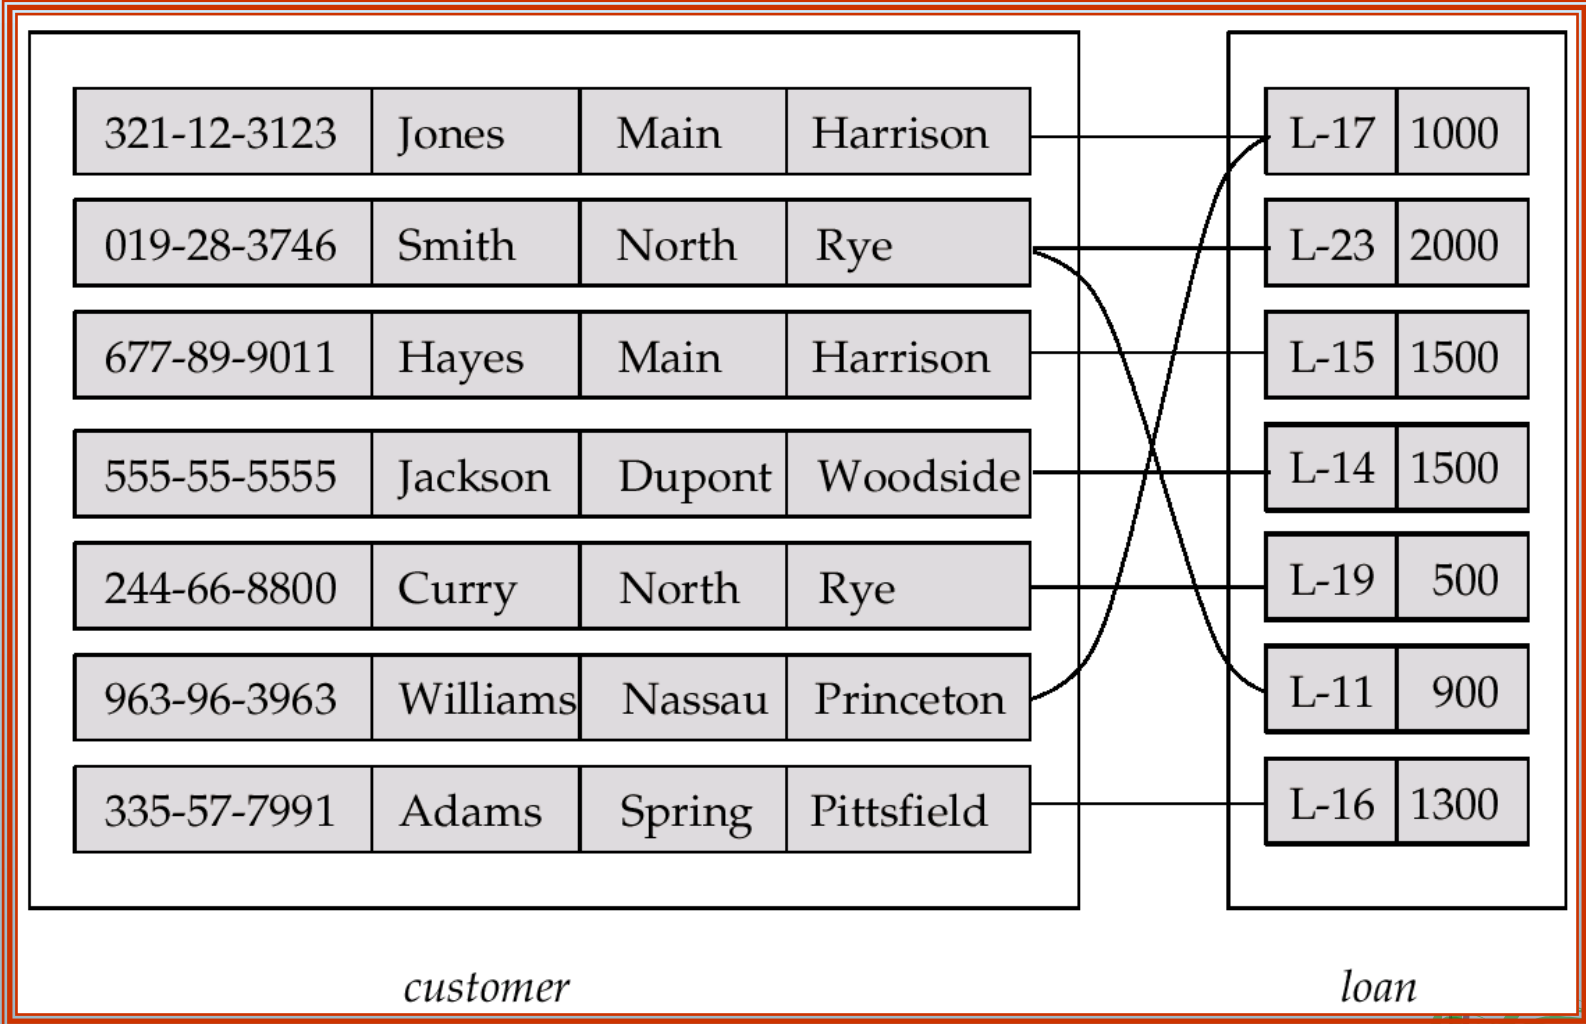 321-12-3123 Jones Main Harrison L-17 1000
019-28-3746 Smith North Rye L-23 2000
677-89-9011 Hayes Main Harrison L-15 1500
555-55-5555 Jackson Dupont Woodside L-14 1500
244-66-8800 Curry North Rye L-19 500
963-96-3963 Williams Nassau Princeton L-11 900
335-57-7991 Adams Spring Pittsfield L-16 1300
customer loan